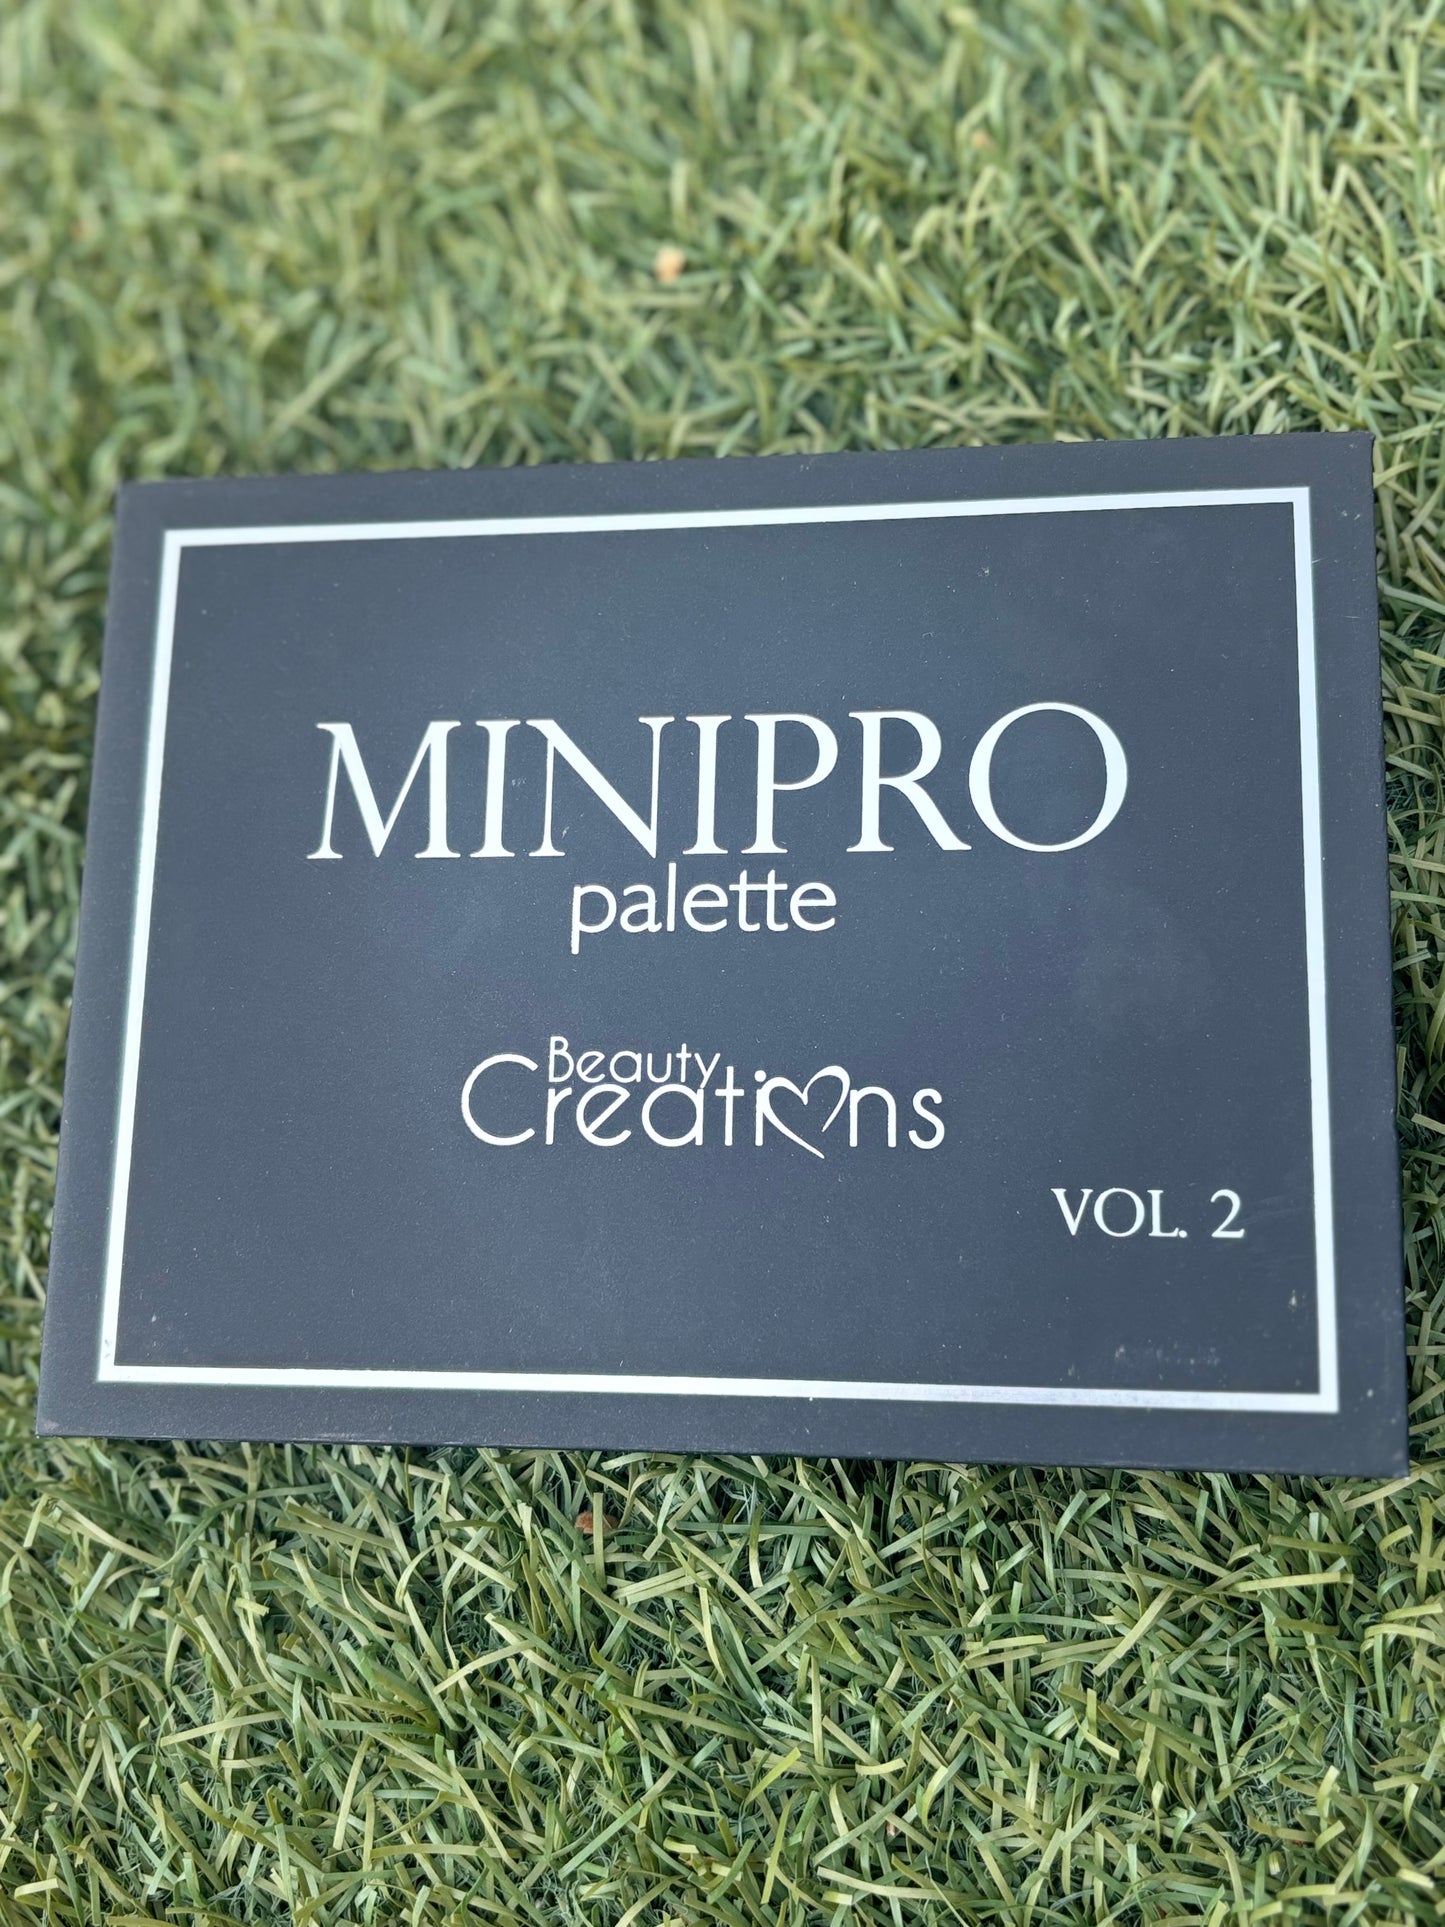 MINIPRO
palette
Beauty
Creations
VOL. 2